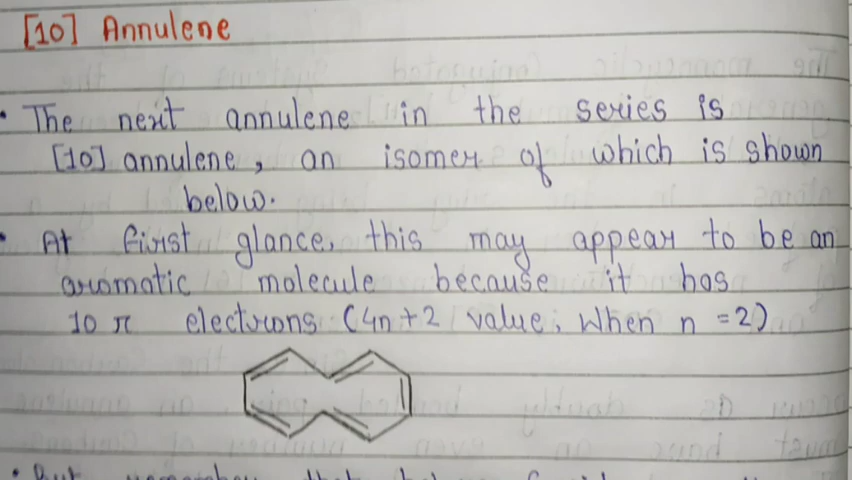 [10] Annulene
• The next annulene in the series is
[10] annulene, an isomer of which is shown
below.
• At first glance, this may appear to be an
aromatic molecule because it has
10 π electrons (4n+2 value, when n = 2)